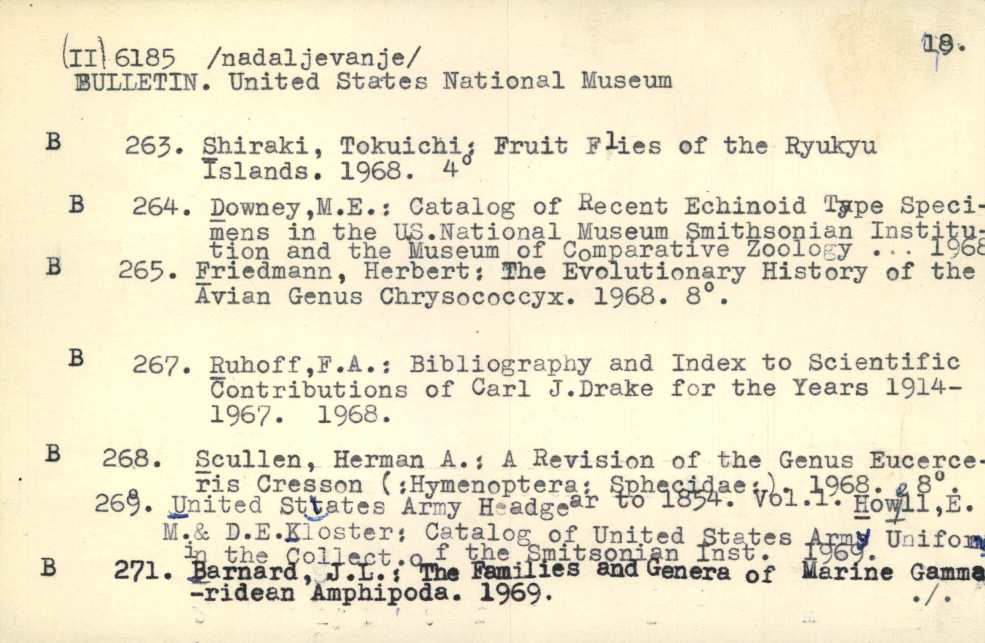 (II) 6185 /nadaljevanje/ 18.
BULLETIN. United States National Museum
B 263. Shiraki, Tokuichi: Fruit Flies of the Ryukyu
Islands. 1968. 4°
B 264. Downey,M.E.: Catalog of Recent Echinoid Type Speci-
mens in the US.National Museum Smithsonian Institu-
tion and the Museum of Comparative Zoology ... 1968
B 265. Friedmann, Herbert: The Evolutionary History of the
Avian Genus Chrysococcyx. 1968. 8°.
B 267. Ruhoff,F.A.: Bibliography and Index to Scientific
Contributions of Carl J.Drake for the Years 1914-
1967. 1968.
B 268. Scullen, Herman A.: A Revision of the Genus Eucerce-
ris Cresson (:Hymenoptera: Sphecidae:). 1968. 8°.
269. United Sttates Army Headgear to 1854. Vol.1. Howell,E.
M.& D.E.Kloster: Catalog of United States Army Uniform
in the Collect.of the Smitsonian Inst. 1969.
B 271. Barnard, J.L.: The Families and Genera of Marine Gamma
-ridean Amphipoda. 1969. ./.